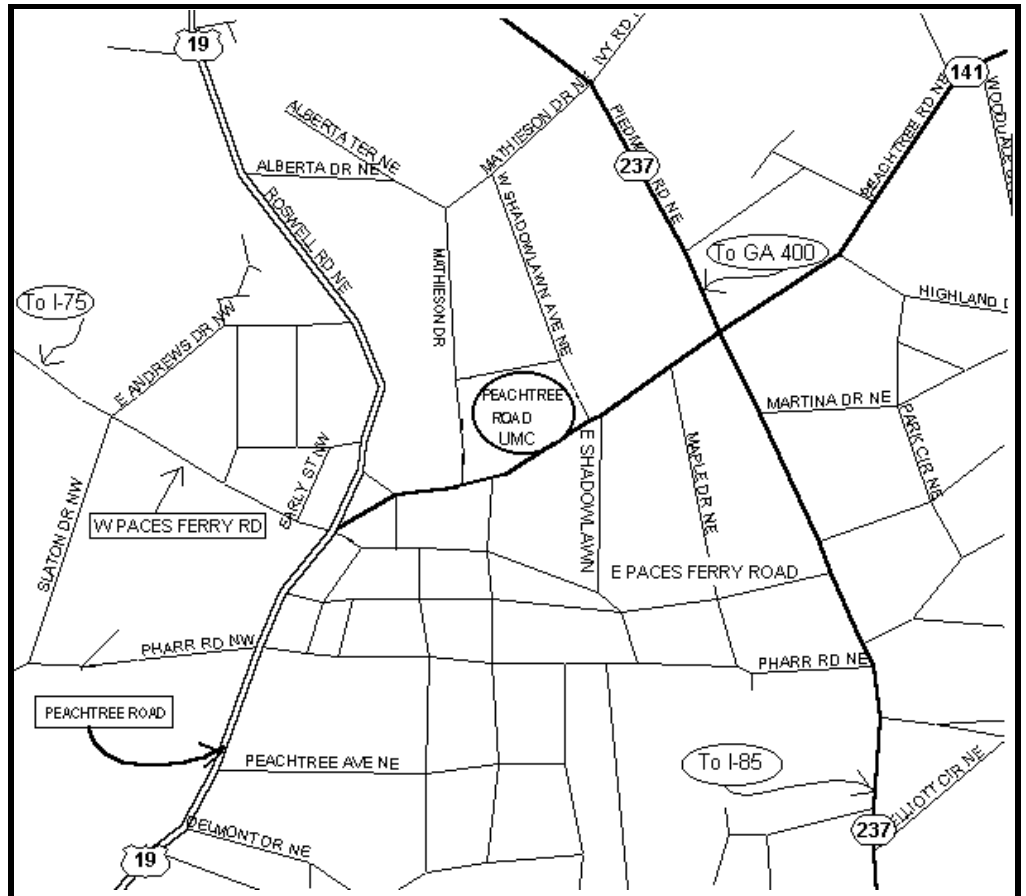 19
141
IVY RD
WOODDALE
ALBERTA TER NE
MATHIESON DR NE
PEACHTREE RD NE
ALBERTA DR NE
PIEDM
237
RD NE
W SHADOWLAWN AVE NE
ROSWELL RD NE
MATHIESON DR
To GA 400
To I-75
HIGHLAND
E ANDREWS DR NW
PEACHTREE
ROAD
UMC
MARTINA DR NE
PARK CIR NE
EARLY ST NW
E SHADOWLAWN
MAPLE DR NE
SLATON DR NW
W PACES FERRY RD
E PACES FERRY ROAD
PHARR RD NW
PHARR RD NE
PEACHTREE ROAD
PEACHTREE AVE NE
To I-85
ELLIOTT CIR NE
DELMONT DR NE
237
19